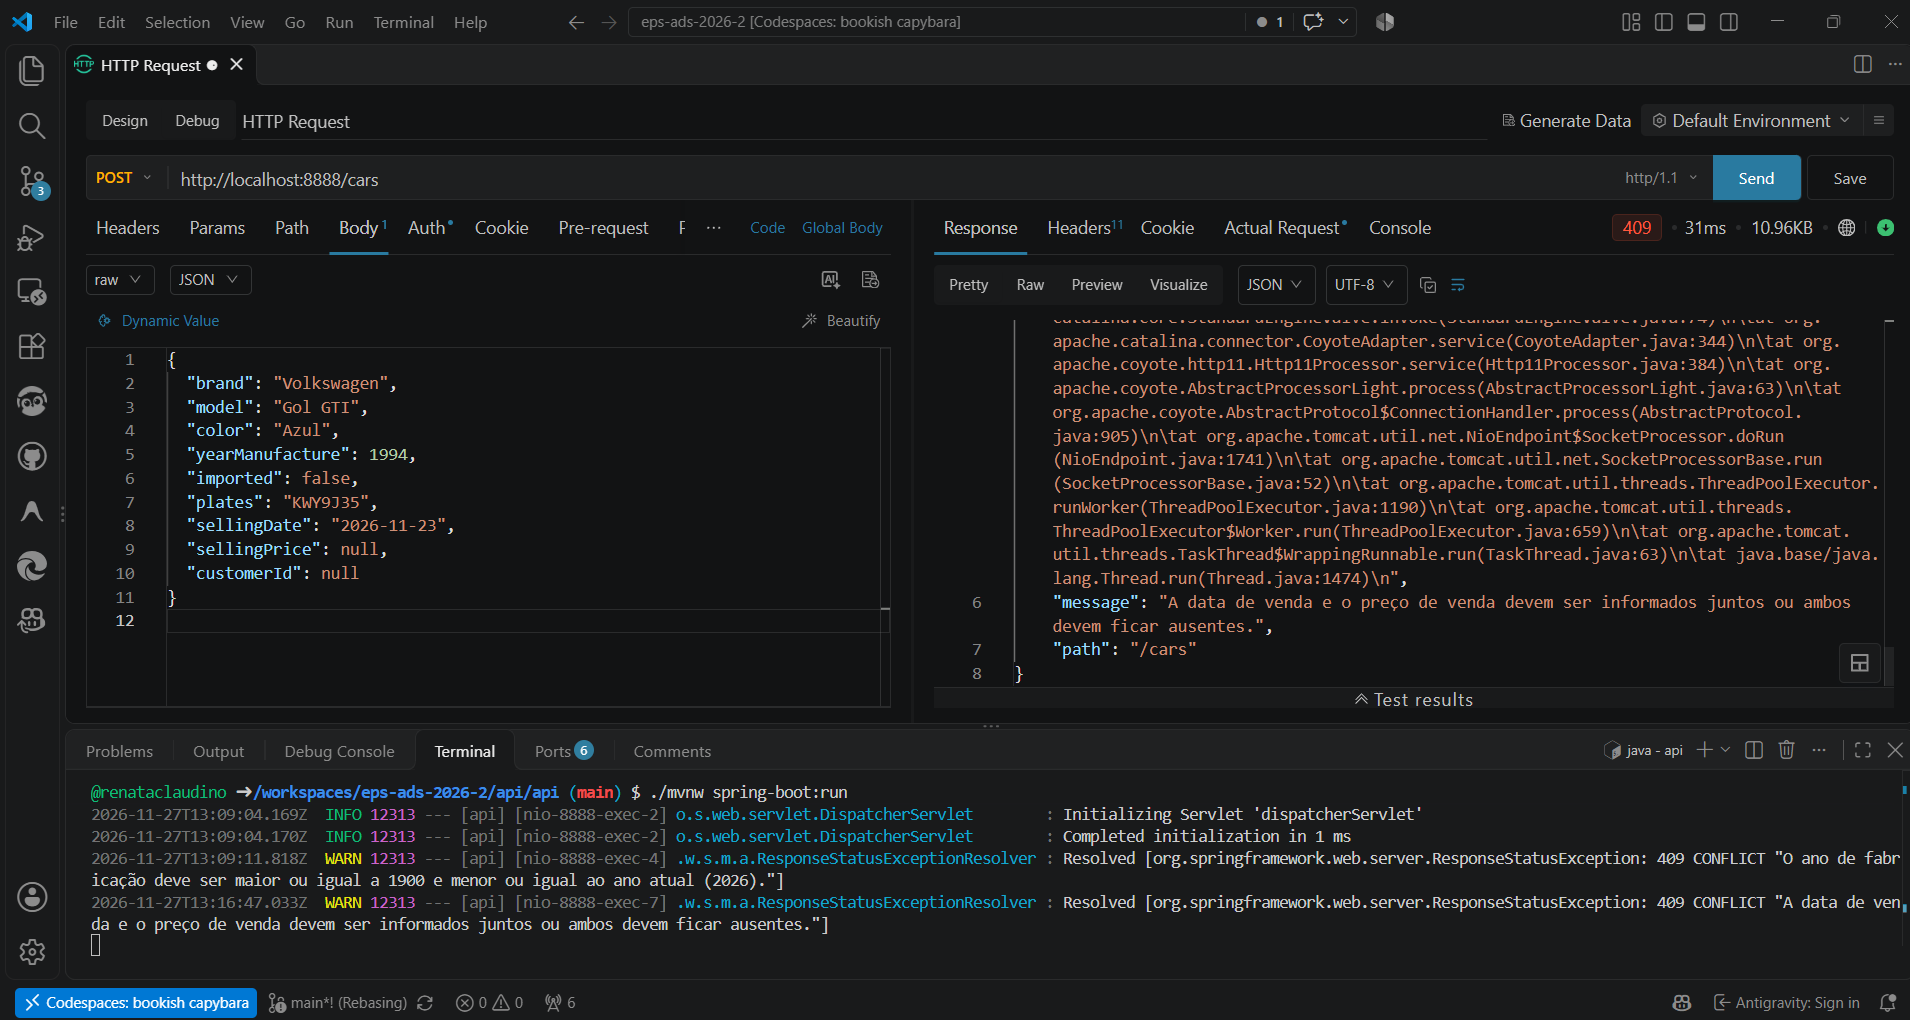 File Edit Selection View Go Run Terminal Help
eps-ads-2026-2 [Codespaces: bookish capybara]
1
HTTP HTTP Request
Design Debug HTTP Request
Generate Data Default Environment
POST http://localhost:8888/cars
http/1.1 Send Save
Headers Params Path Body 1 Auth Cookie Pre-request ... Code Global Body
Response Headers 11 Cookie Actual Request Console
409 31ms 10.96KB
raw JSON
AI
Pretty Raw Preview Visualize JSON UTF-8
Dynamic Value Beautify
1 {
2 "brand": "Volkswagen",
3 "model": "Gol GTI",
4 "color": "Azul",
5 "yearManufacture": 1994,
6 "imported": false,
7 "plates": "KWY9J35",
8 "sellingDate": "2026-11-23",
9 "sellingPrice": null,
10 "customerId": null
11 }
12
catalina.core.StandardEngineValve.invoke(StandardEngineValve.java:74)\n\tat org.
apache.catalina.connector.CoyoteAdapter.service(CoyoteAdapter.java:344)\n\tat org.
apache.coyote.http11.Http11Processor.service(Http11Processor.java:384)\n\tat org.
apache.coyote.AbstractProcessorLight.process(AbstractProcessorLight.java:63)\n\tat
org.apache.coyote.AbstractProtocol$ConnectionHandler.process(AbstractProtocol.
java:905)\n\tat org.apache.tomcat.util.net.NioEndpoint$SocketProcessor.doRun
(NioEndpoint.java:1741)\n\tat org.apache.tomcat.util.net.SocketProcessorBase.run
(SocketProcessorBase.java:52)\n\tat org.apache.tomcat.util.threads.ThreadPoolExecutor.
runWorker(ThreadPoolExecutor.java:1190)\n\tat org.apache.tomcat.util.threads.
ThreadPoolExecutor$Worker.run(ThreadPoolExecutor.java:659)\n\tat org.apache.tomcat.
util.threads.TaskThread$WrappingRunnable.run(TaskThread.java:63)\n\tat java.base/java.
lang.Thread.run(Thread.java:1474)\n",
6 "message": "A data de venda e o preço de venda devem ser informados juntos ou ambos
devem ficar ausentes.",
7 "path": "/cars"
8 }
Test results
3
Problems Output Debug Console Terminal Ports 6 Comments
java - api
@renataclaudino ➜/workspaces/eps-ads-2026-2/api/api (main) $ ./mvnw spring-boot:run
2026-11-27T13:09:04.169Z INFO 12313 --- [api] [nio-8888-exec-2] o.s.web.servlet.DispatcherServlet : Initializing Servlet 'dispatcherServlet'
2026-11-27T13:09:04.170Z INFO 12313 --- [api] [nio-8888-exec-2] o.s.web.servlet.DispatcherServlet : Completed initialization in 1 ms
2026-11-27T13:09:11.818Z WARN 12313 --- [api] [nio-8888-exec-4] .w.s.m.a.ResponseStatusExceptionResolver : Resolved [org.springframework.web.server.ResponseStatusException: 409 CONFLICT "O ano de fabr
icação deve ser maior ou igual a 1900 e menor ou igual ao ano atual (2026)."]
2026-11-27T13:16:47.033Z WARN 12313 --- [api] [nio-8888-exec-7] .w.s.m.a.ResponseStatusExceptionResolver : Resolved [org.springframework.web.server.ResponseStatusException: 409 CONFLICT "A data de ven
da e o preço de venda devem ser informados juntos ou ambos devem ficar ausentes."]
Codespaces: bookish capybara main*! (Rebasing) 0 0 6
Antigravity: Sign in